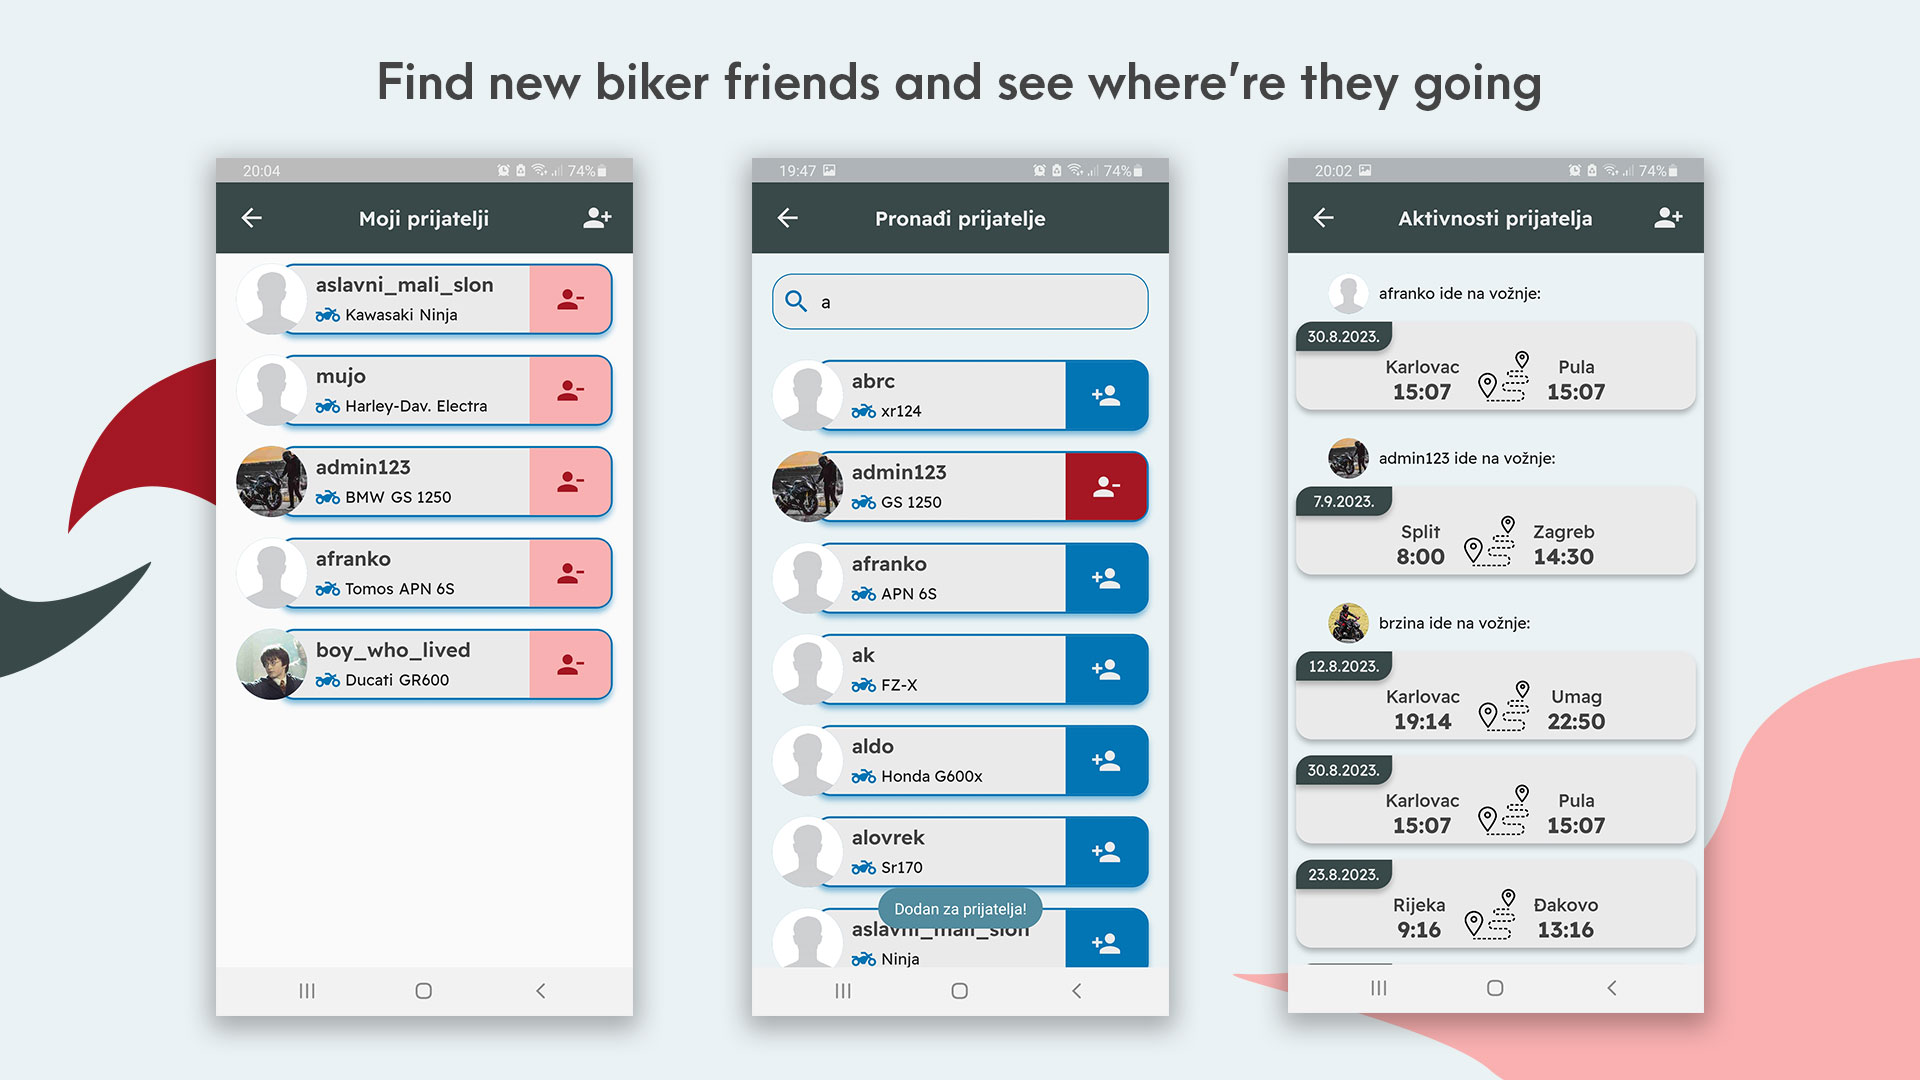 Find new biker friends and see where're they going
20:04
74%
Moji prijatelji
aslavni_mali_slon
Kawasaki Ninja
mujo
Harley-Dav. Electra
admin123
BMW GS 1250
afranko
Tomos APN 6S
boy_who_lived
Ducati GR600
19:47
74%
Pronađi prijatelje
a
abrc
xr124
admin123
GS 1250
afranko
APN 6S
ak
FZ-X
aldo
Honda G600x
alovrek
Sr170
Dodan za prijatelja!
aslavni_mali_slon
Ninja
20:02
74%
Aktivnosti prijatelja
afranko ide na vožnje:
30.8.2023.
Karlovac Pula
15:07 15:07
admin123 ide na vožnje:
7.9.2023.
Split Zagreb
8:00 14:30
brzina ide na vožnje:
12.8.2023.
Karlovac Umag
19:14 22:50
30.8.2023.
Karlovac Pula
15:07 15:07
23.8.2023.
Rijeka Đakovo
9:16 13:16